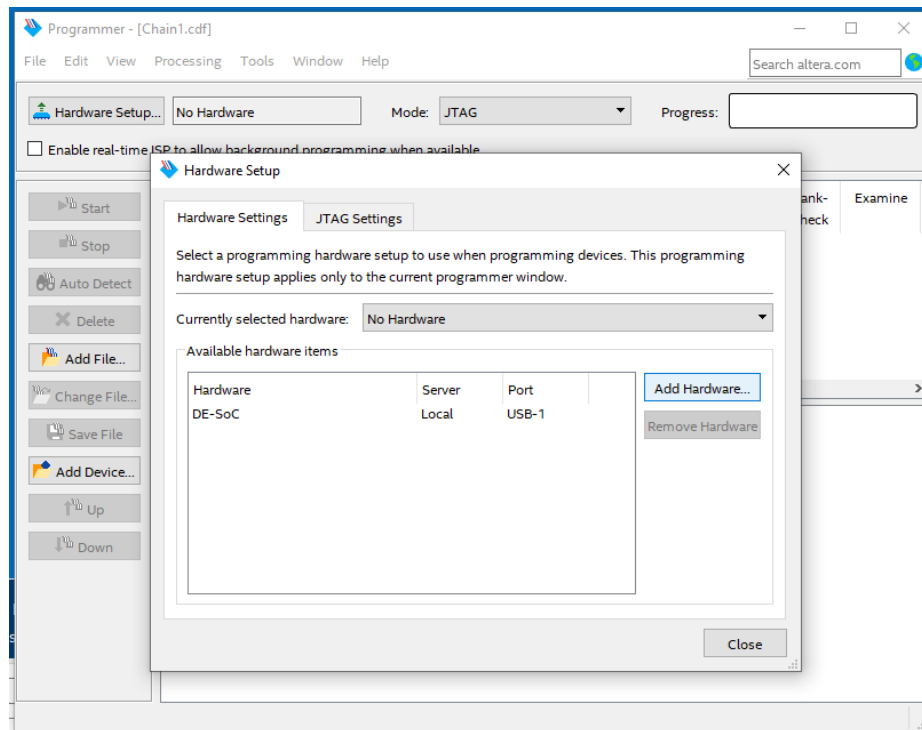 Programmer - [Chain1.cdf]
File Edit View Processing Tools Window Help
Search altera.com
Hardware Setup... No Hardware Mode: JTAG Progress:
Enable real-time ISP to allow background programming when available
Hardware Setup
Start
Stop
Auto Detect
Delete
Add File...
Change File...
Save File
Add Device...
Up
Down
Hardware Settings JTAG Settings
Select a programming hardware setup to use when programming devices. This programming
hardware setup applies only to the current programmer window.
Currently selected hardware: No Hardware
Available hardware items
Hardware Server Port
DE-SoC Local USB-1
Add Hardware...
Remove Hardware
Close
ank- Examine
heck